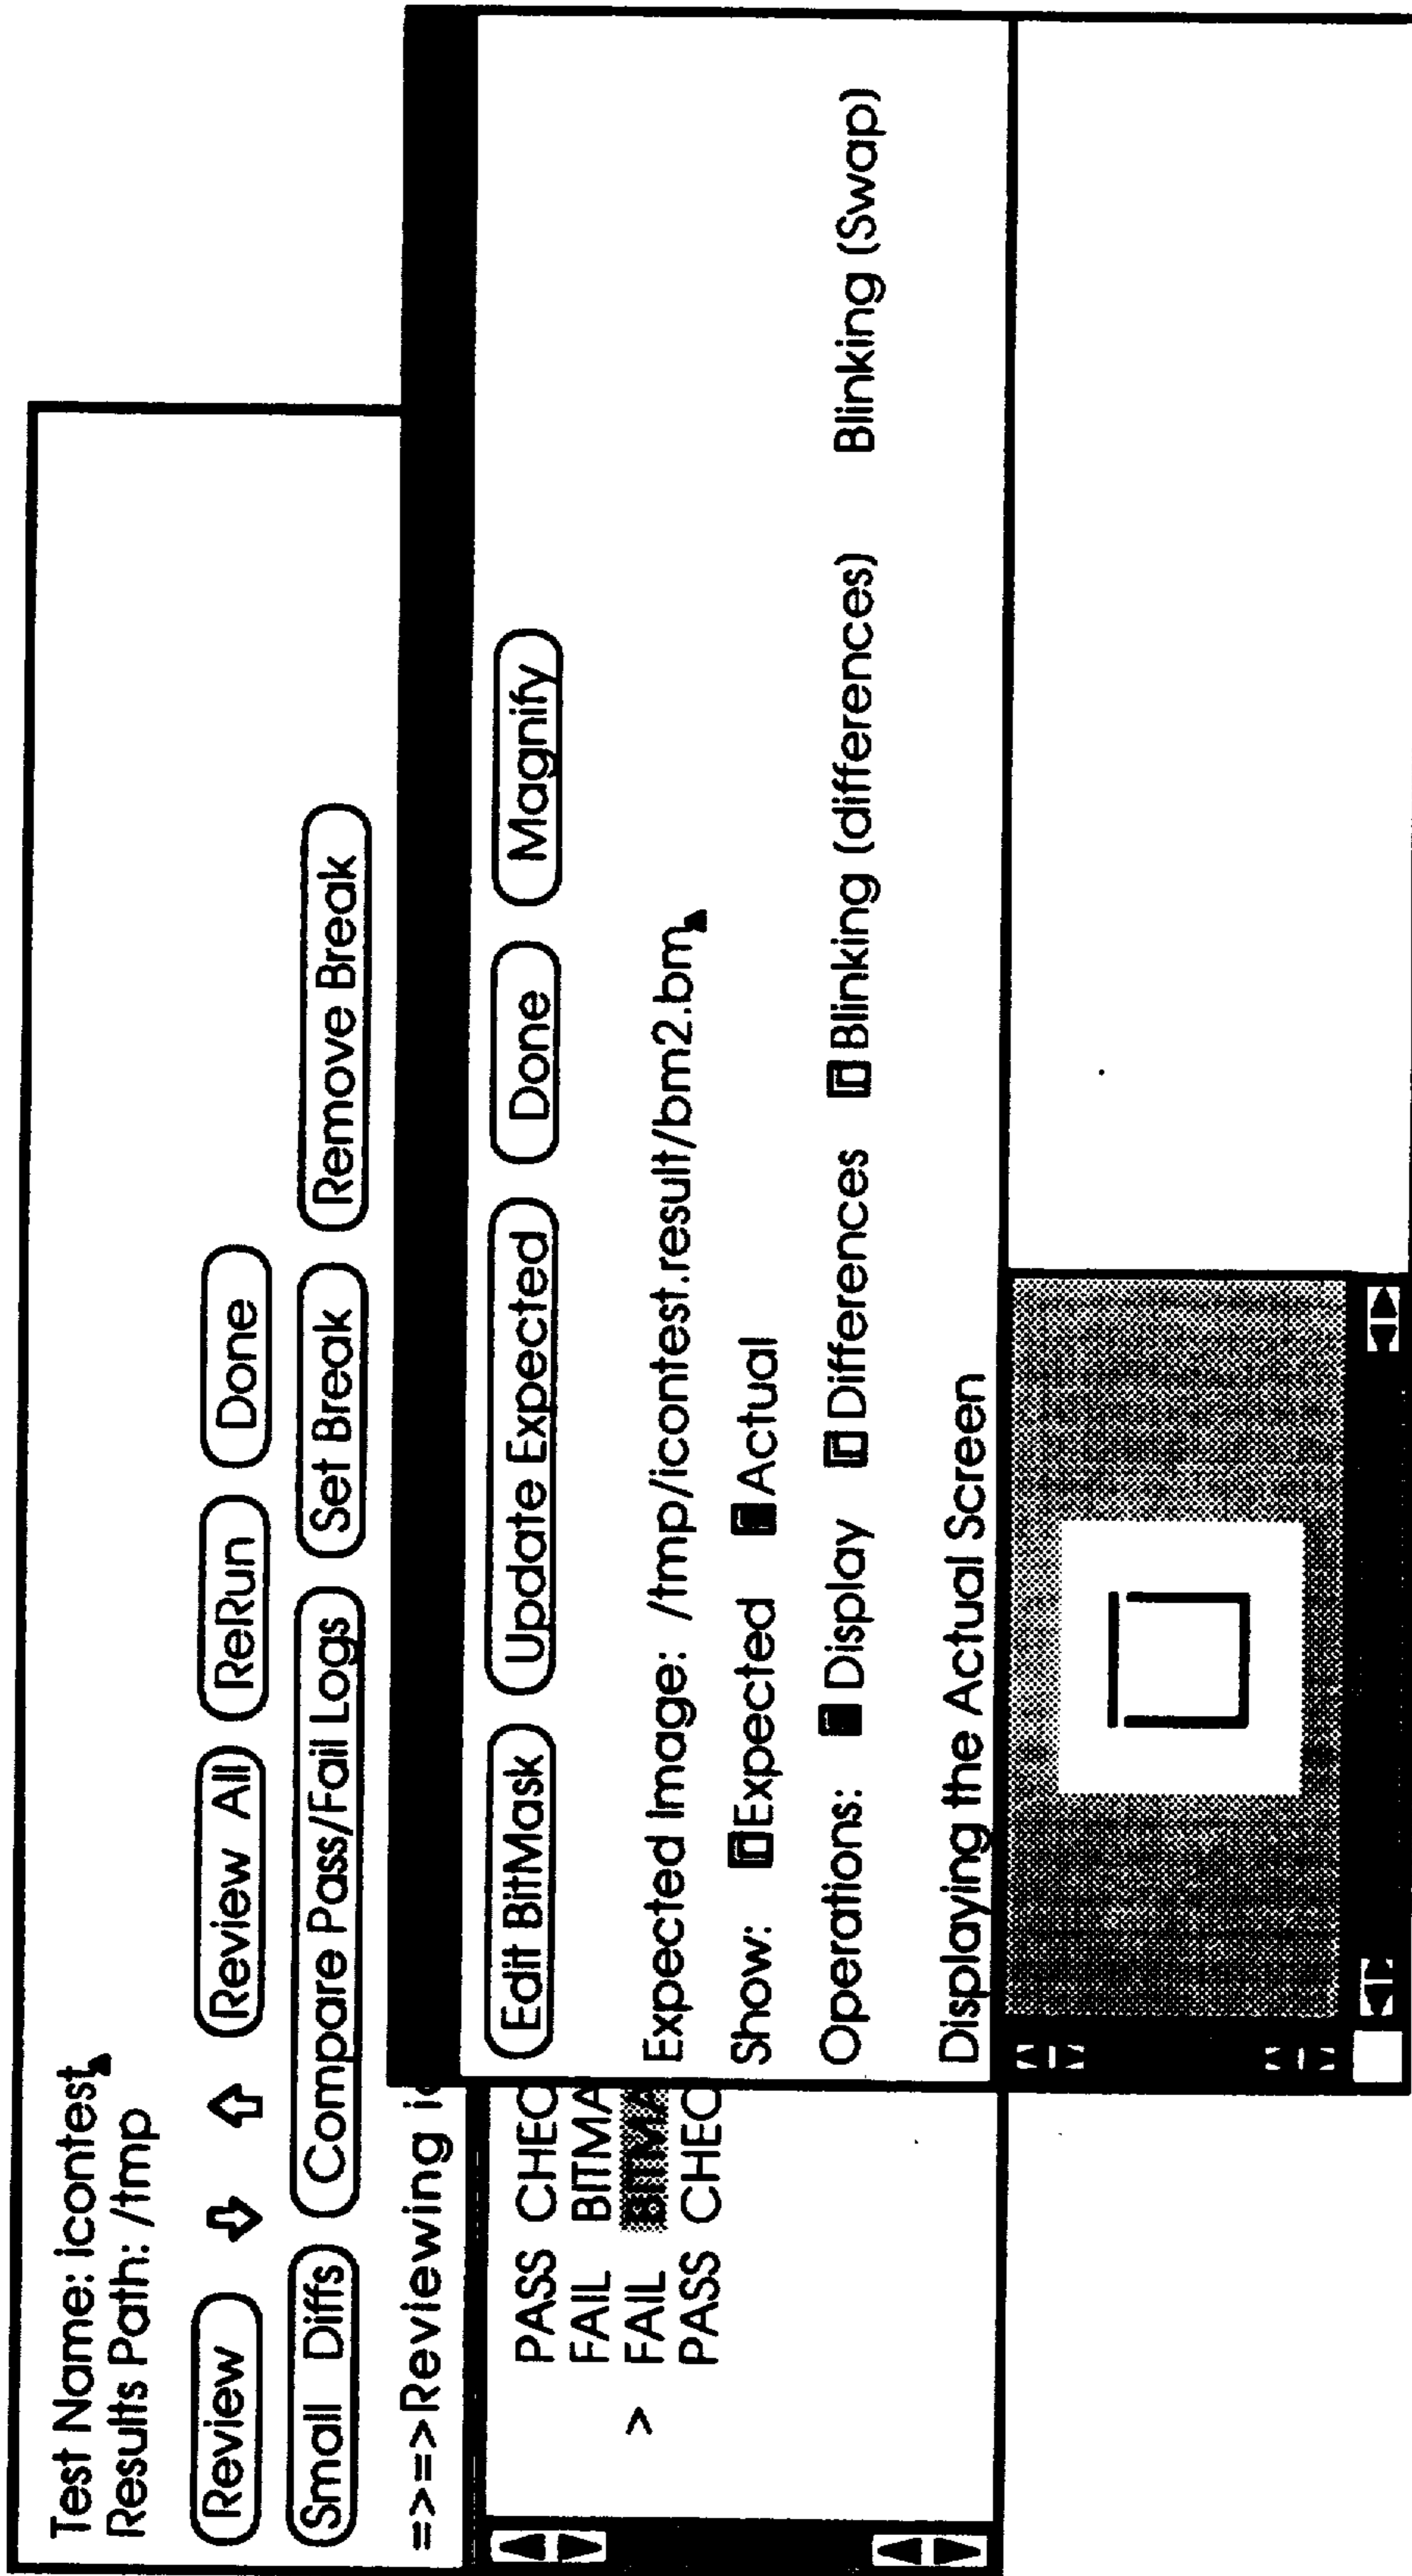 Test Name: icontest
Results Path: /tmp
Review Review All ReRun Done
Small Diffs Compare Pass/Fail Logs Set Break Remove Break
=>=>Reviewing
PASS CHEC
FAIL BITMA
> FAIL BITMA
PASS CHEC
Edit BitMask Update Expected Done Magnify
Expected Image: /tmp/icontest.result/bm2.bm
Show: Expected Actual
Operations: Display Differences Blinking (differences) Blinking (Swap)
Displaying the Actual Screen